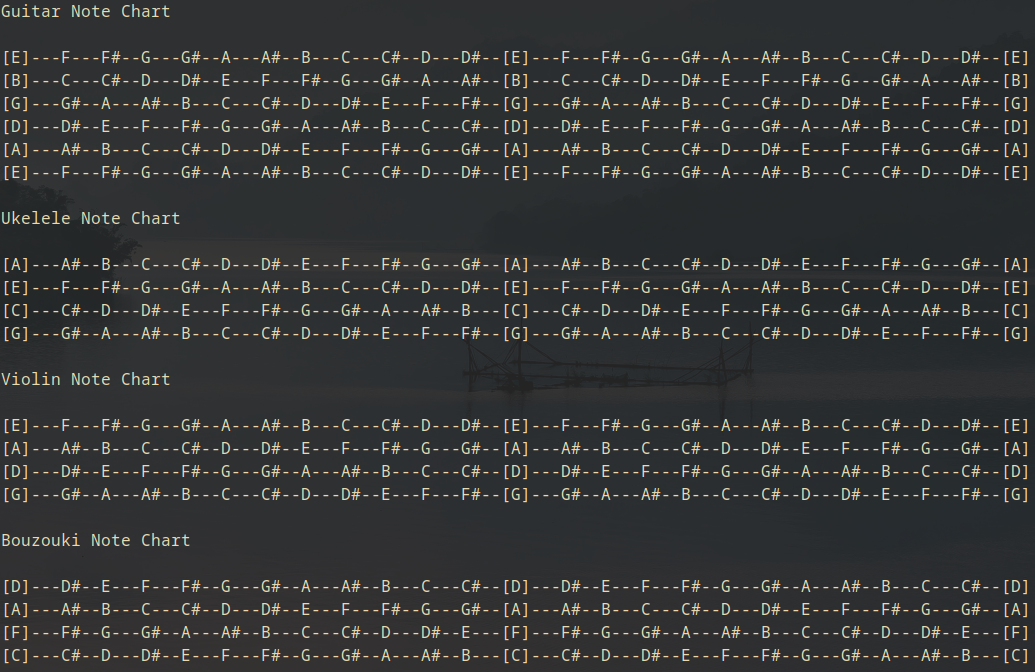 Guitar Note Chart
[E]---F---F#--G---G#--A---A#--B---C---C#--D---D#--[E]---F---F#--G---G#--A---A#--B---C---C#--D---D#--[E]
[B]---C---C#--D---D#--E---F---F#--G---G#--A---A#--[B]---C---C#--D---D#--E---F---F#--G---G#--A---A#--[B]
[G]---G#--A---A#--B---C---C#--D---D#--E---F---F#--[G]---G#--A---A#--B---C---C#--D---D#--E---F---F#--[G]
[D]---D#--E---F---F#--G---G#--A---A#--B---C---C#--[D]---D#--E---F---F#--G---G#--A---A#--B---C---C#--[D]
[A]---A#--B---C---C#--D---D#--E---F---F#--G---G#--[A]---A#--B---C---C#--D---D#--E---F---F#--G---G#--[A]
[E]---F---F#--G---G#--A---A#--B---C---C#--D---D#--[E]---F---F#--G---G#--A---A#--B---C---C#--D---D#--[E]
Ukelele Note Chart
[A]---A#--B---C---C#--D---D#--E---F---F#--G---G#--[A]---A#--B---C---C#--D---D#--E---F---F#--G---G#--[A]
[E]---F---F#--G---G#--A---A#--B---C---C#--D---D#--[E]---F---F#--G---G#--A---A#--B---C---C#--D---D#--[E]
[C]---C#--D---D#--E---F---F#--G---G#--A---A#--B---[C]---C#--D---D#--E---F---F#--G---G#--A---A#--B---[C]
[G]---G#--A---A#--B---C---C#--D---D#--E---F---F#--[G]---G#--A---A#--B---C---C#--D---D#--E---F---F#--[G]
Violin Note Chart
[E]---F---F#--G---G#--A---A#--B---C---C#--D---D#--[E]---F---F#--G---G#--A---A#--B---C---C#--D---D#--[E]
[A]---A#--B---C---C#--D---D#--E---F---F#--G---G#--[A]---A#--B---C---C#--D---D#--E---F---F#--G---G#--[A]
[D]---D#--E---F---F#--G---G#--A---A#--B---C---C#--[D]---D#--E---F---F#--G---G#--A---A#--B---C---C#--[D]
[G]---G#--A---A#--B---C---C#--D---D#--E---F---F#--[G]---G#--A---A#--B---C---C#--D---D#--E---F---F#--[G]
Bouzouki Note Chart
[D]---D#--E---F---F#--G---G#--A---A#--B---C---C#--[D]---D#--E---F---F#--G---G#--A---A#--B---C---C#--[D]
[A]---A#--B---C---C#--D---D#--E---F---F#--G---G#--[A]---A#--B---C---C#--D---D#--E---F---F#--G---G#--[A]
[F]---F#--G---G#--A---A#--B---C---C#--D---D#--E---[F]---F#--G---G#--A---A#--B---C---C#--D---D#--E---[F]
[C]---C#--D---D#--E---F---F#--G---G#--A---A#--B---[C]---C#--D---D#--E---F---F#--G---G#--A---A#--B---[C]